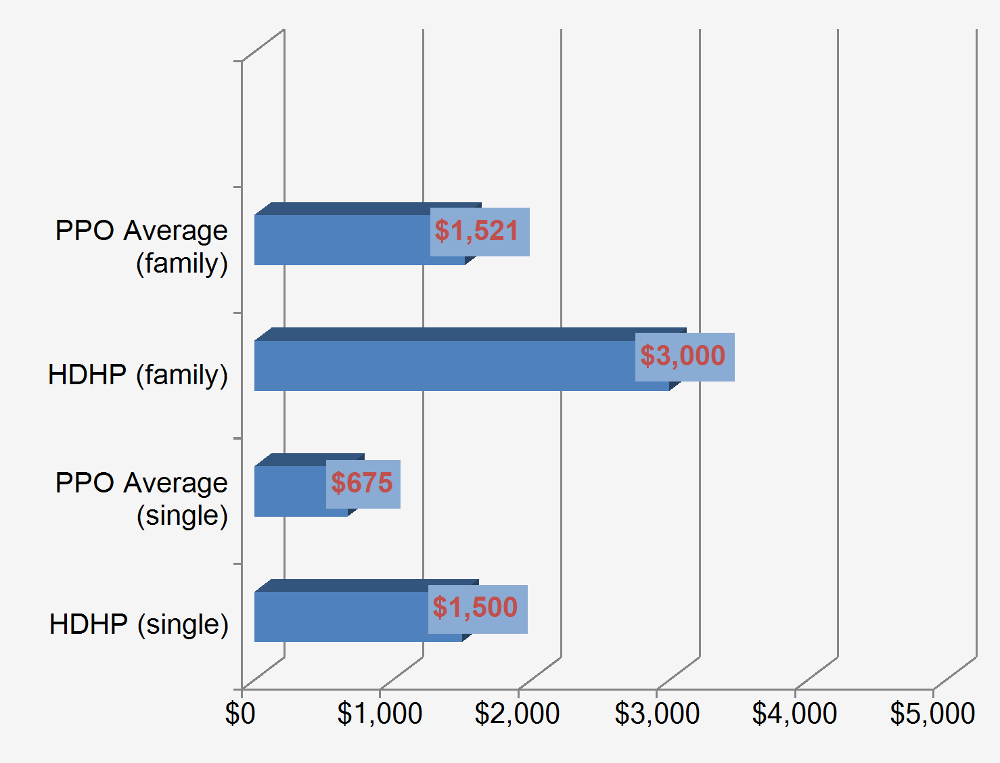 PPO Average
(family)
$1,521
HDHP (family)
$3,000
PPO Average
(single)
$675
HDHP (single)
$1,500
$0 $1,000 $2,000 $3,000 $4,000 $5,000